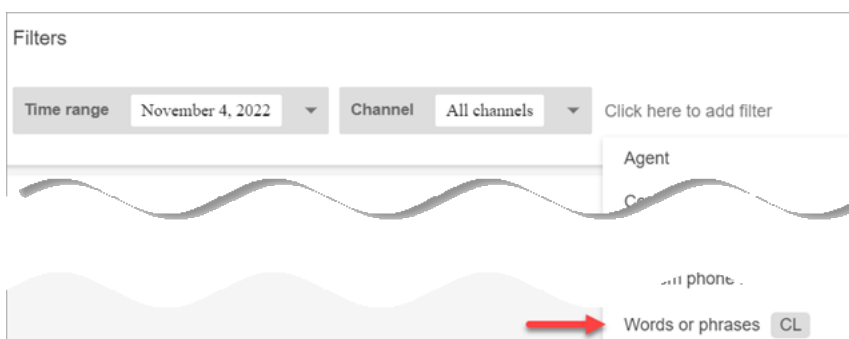 Filters
Time range November 4, 2022 Channel All channels Click here to add filter
Agent
phone
Words or phrases CL